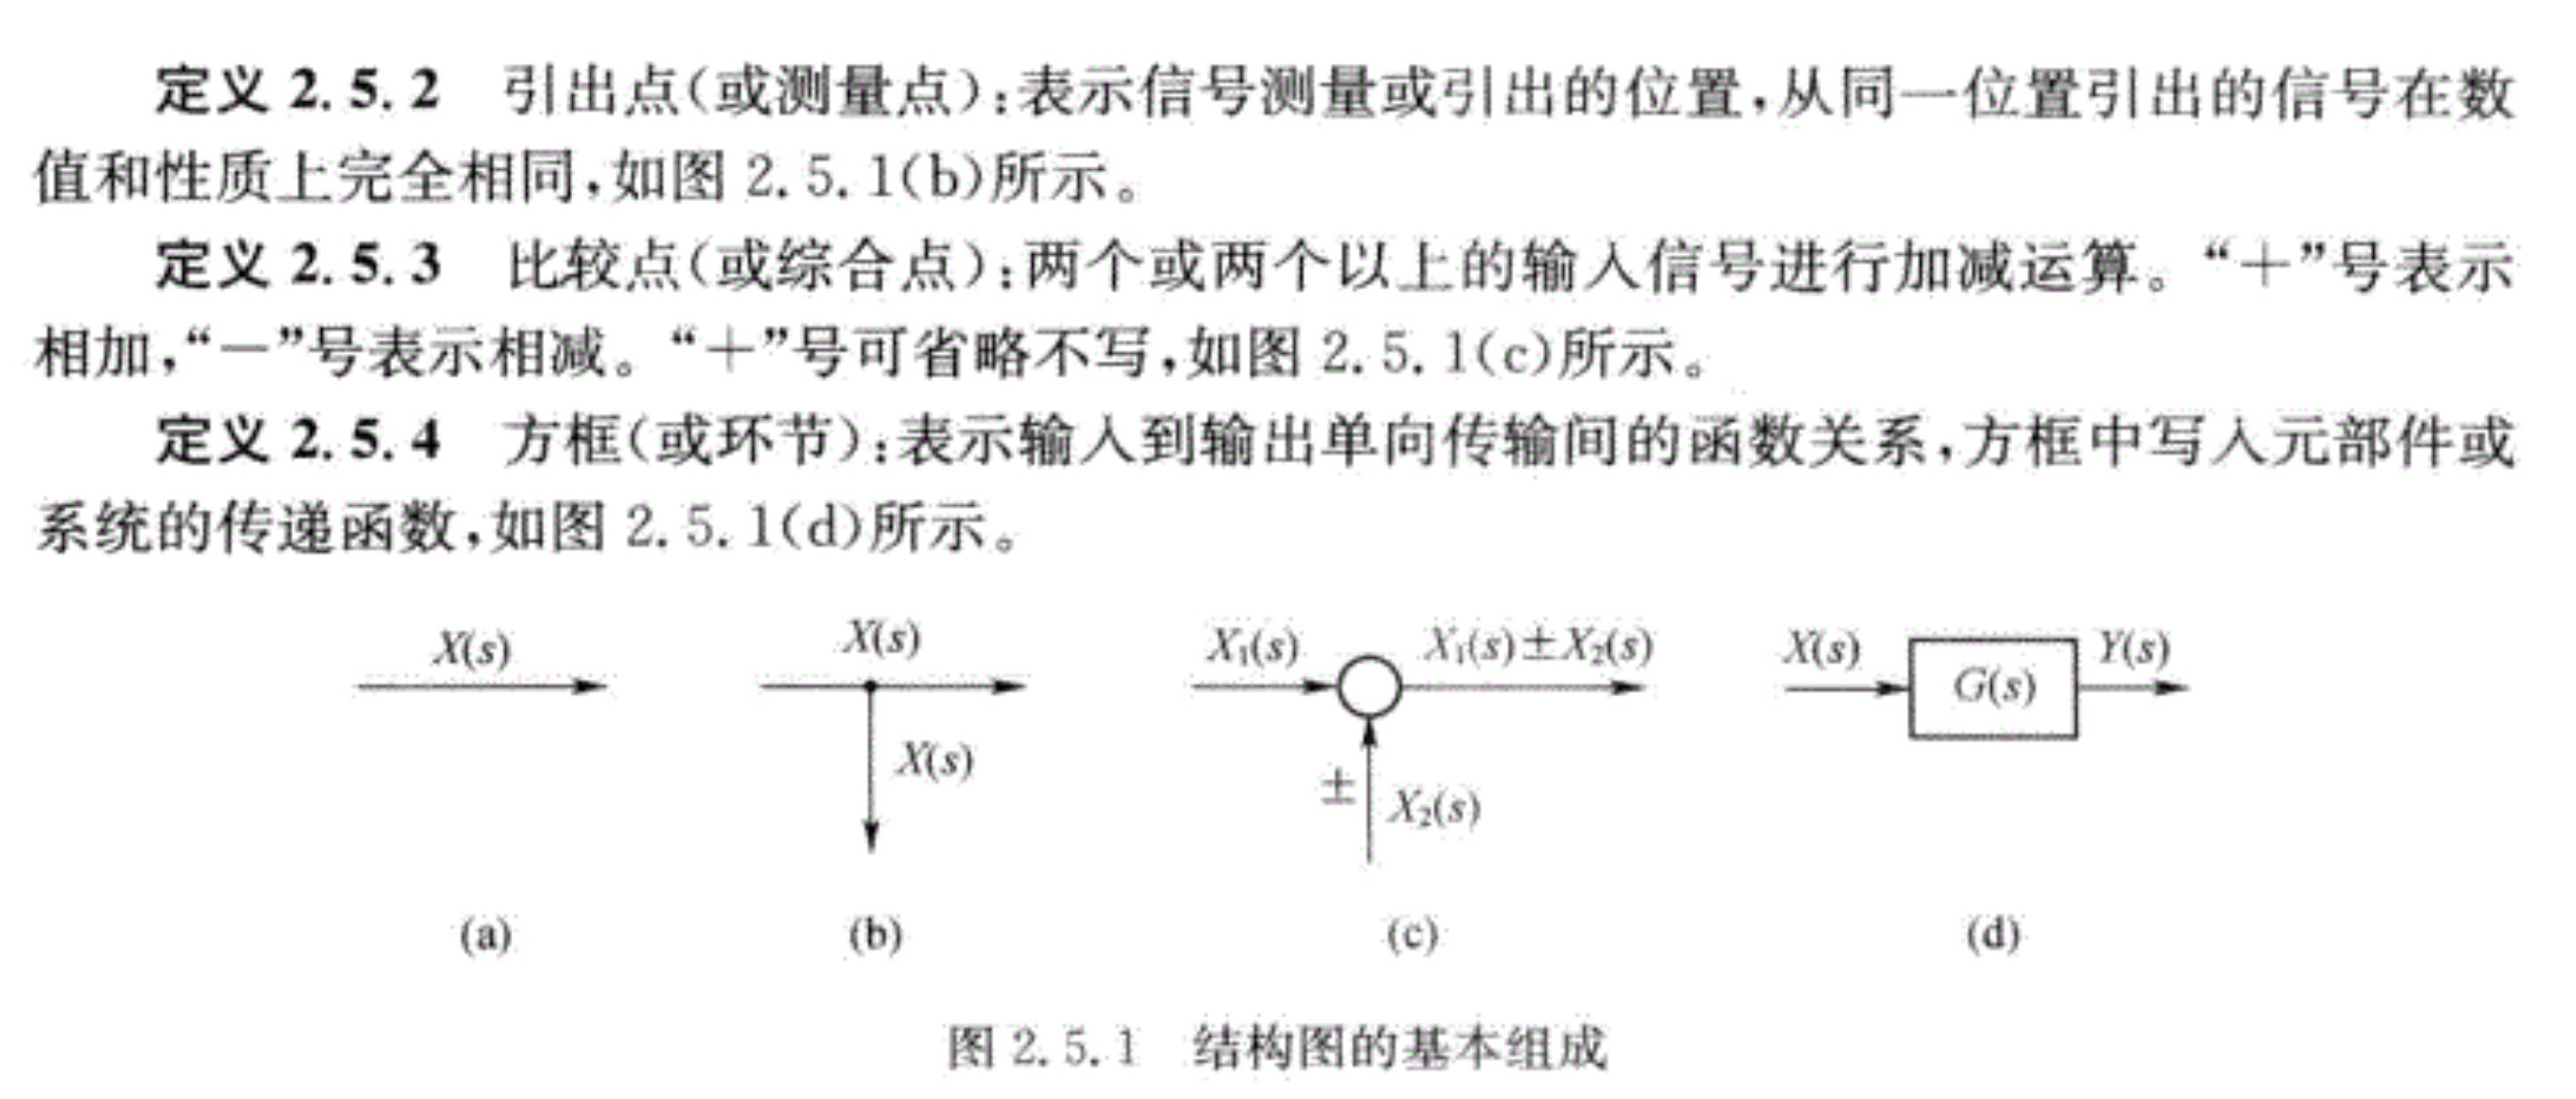 定义 2.5.2 引出点(或测量点):表示信号测量或引出的位置,从同一位置引出的信号在数
值和性质上完全相同,如图 2.5.1(b)所示。
定义 2.5.3 比较点(或综合点):两个或两个以上的输入信号进行加减运算。“+”号表示
相加,“-”号表示相减。“+”号可省略不写,如图 2.5.1(c)所示。
定义 2.5.4 方框(或环节):表示输入到输出单向传输间的函数关系,方框中写入元部件或
系统的传递函数,如图 2.5.1(d)所示。
X(s)
X(s)
X(s)
X₁(s)
X₁(s)±X₂(s)
±
X₂(s)
X(s)
G(s)
Y(s)
(a)
(b)
(c)
(d)
图 2.5.1 结构图的基本组成